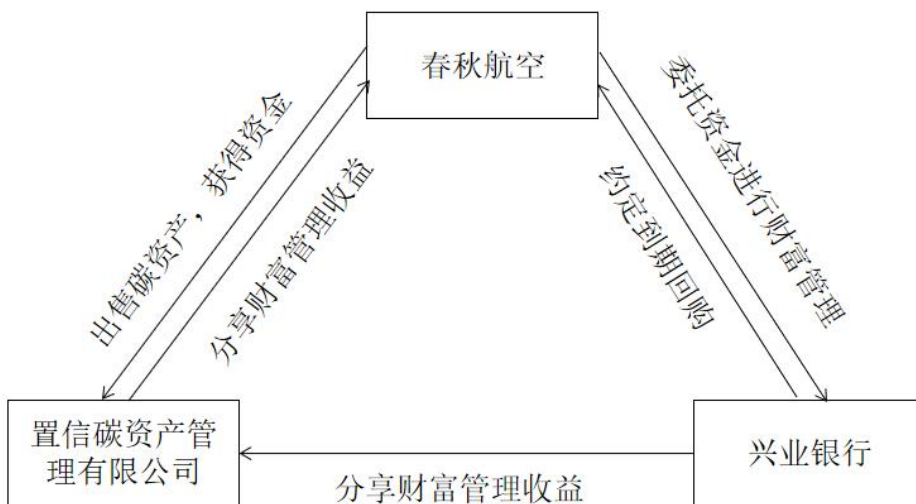 春秋航空
出售碳资产，获得资金
分享财富管理收益
约定到期回购
委托资金进行财富管理
置信碳资产管
理有限公司
兴业银行
分享财富管理收益